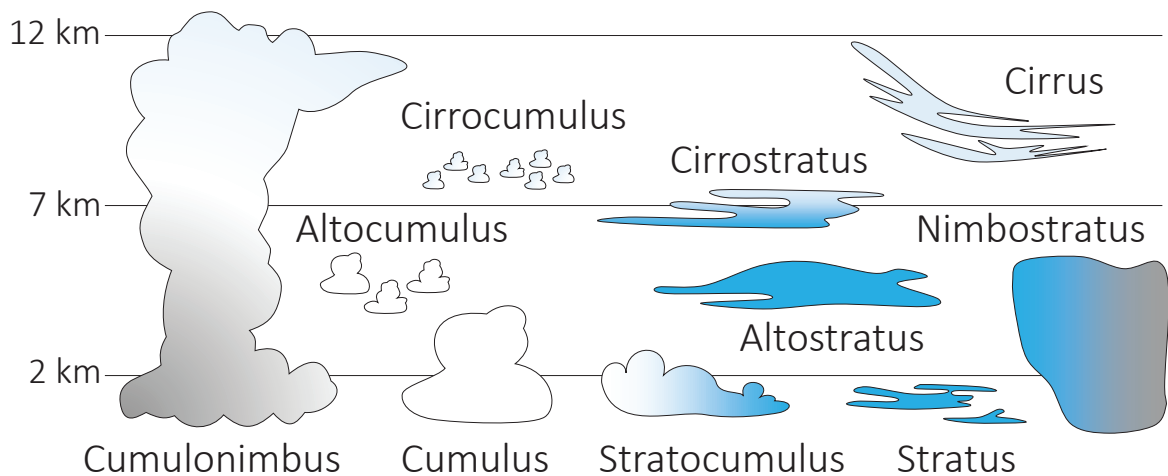 12 km
Cirrus
Cirrocumulus
Cirrostratus
7 km
Altocumulus
Nimbostratus
Altostratus
2 km
Cumulonimbus
Cumulus
Stratocumulus
Stratus